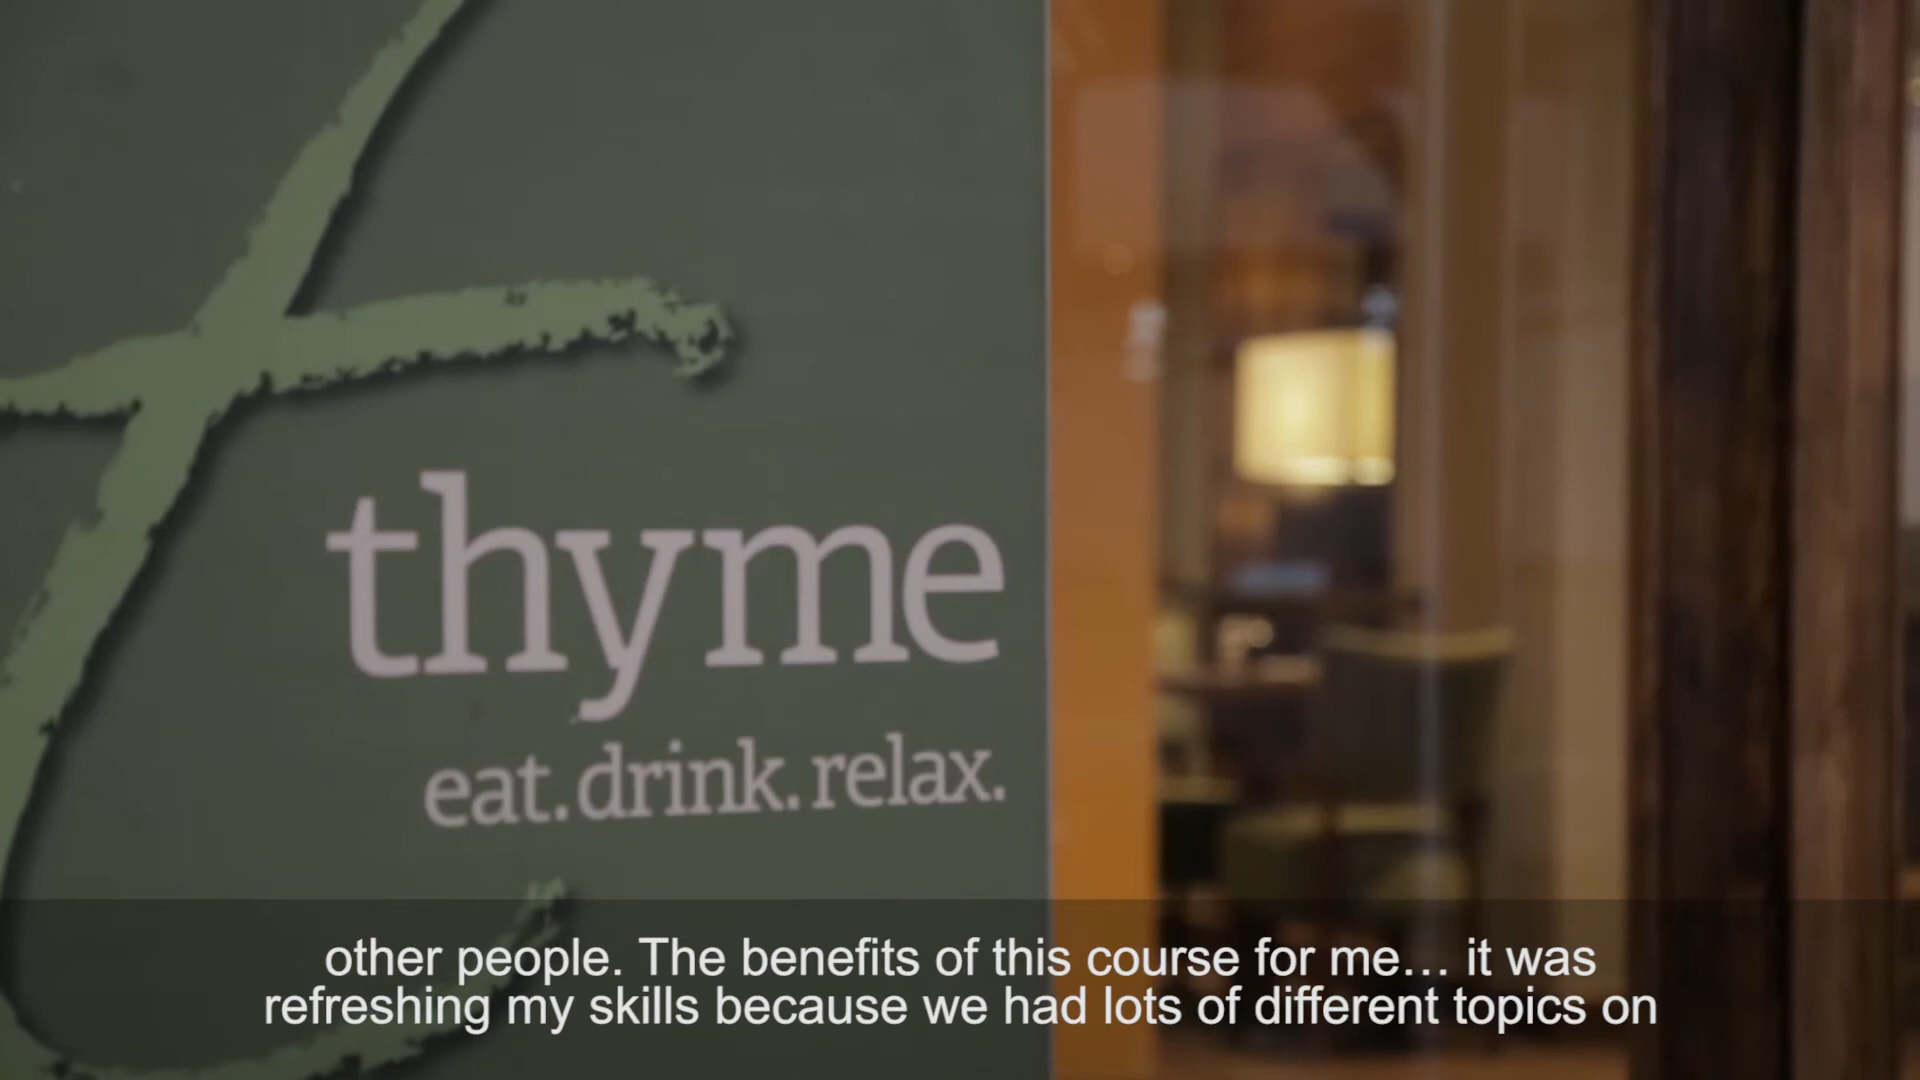 thyme
eat.drink.relax.
other people. The benefits of this course for me… it was
refreshing my skills because we had lots of different topics on